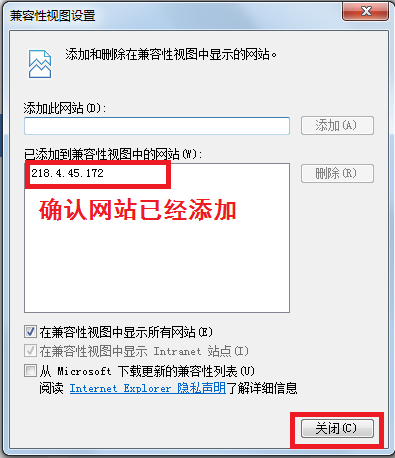 兼容性视图设置
添加和删除在兼容性视图中显示的网站。
添加此网站(D):
添加(A)
已添加到兼容性视图中的网站(W):
218.4.45.172
删除(R)
确认网站已经添加
在兼容性视图中显示所有网站(E)
在兼容性视图中显示 Intranet 站点(I)
从 Microsoft 下载更新的兼容性列表(U)
阅读 Internet Explorer 隐私声明了解详细信息
关闭(C)